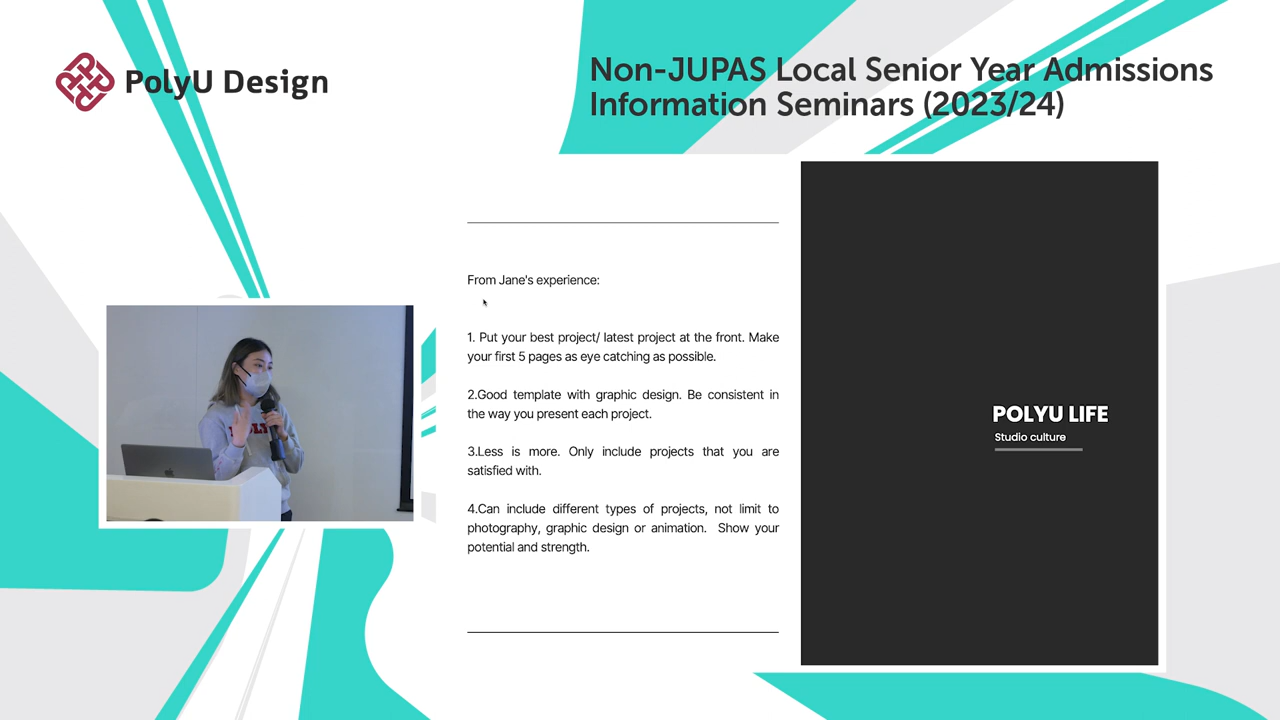 PolyU Design
Non-JUPAS Local Senior Year Admissions
Information Seminars (2023/24)
From Jane's experience:
1. Put your best project/ latest project at the front. Make
your first 5 pages as eye catching as possible.
2.Good template with graphic design. Be consistent in
the way you present each project.
3.Less is more. Only include projects that you are
satisfied with.
4.Can include different types of projects, not limit to
photography, graphic design or animation. Show your
potential and strength.
POLYU LIFE
Studio culture